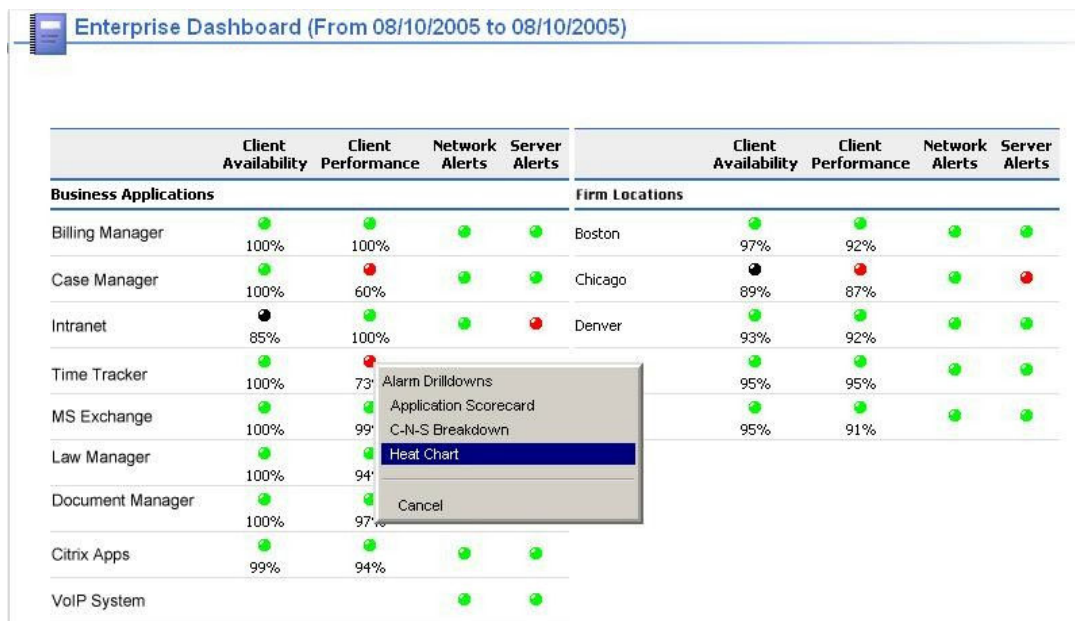 Enterprise Dashboard (From 08/10/2005 to 08/10/2005)
Client Availability Client Performance Network Alerts Server Alerts Client Availability Client Performance Network Alerts Server Alerts
Business Applications Firm Locations
Billing Manager 100% 100% Boston 97% 92%
Case Manager 100% 60% Chicago 89% 87%
Intranet 85% 100% Denver 93% 92%
Time Tracker 100% 73% 95% 95%
MS Exchange 100% 99% 95% 91%
Law Manager 100% 94%
Document Manager 100% 97%
Citrix Apps 99% 94%
VoIP System
Alarm Drilldowns
Application Scorecard
C-N-S Breakdown
Heat Chart
Cancel